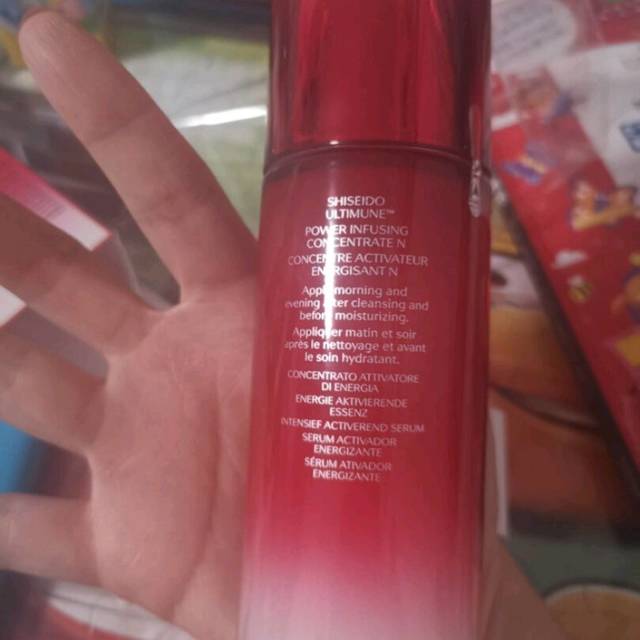 SHISEIDO
ULTIMUNE™
POWER INFUSING
CONCENTRATE N
CONCENTRE ACTIVATEUR
ENERGISANT N
Apply morning and
evening after cleansing and
before moisturizing.
Appliquer matin et soir
après le nettoyage et avant
le soin hydratant.
CONCENTRATO ATTIVATORE
DI ENERGIA
ENERGIE AKTIVIERENDE
ESSENZ
INTENSIEF ACTIVEREND SERUM
SERUM ACTIVADOR
ENERGIZANTE
SÉRUM ATIVADOR
ENERGIZANTE